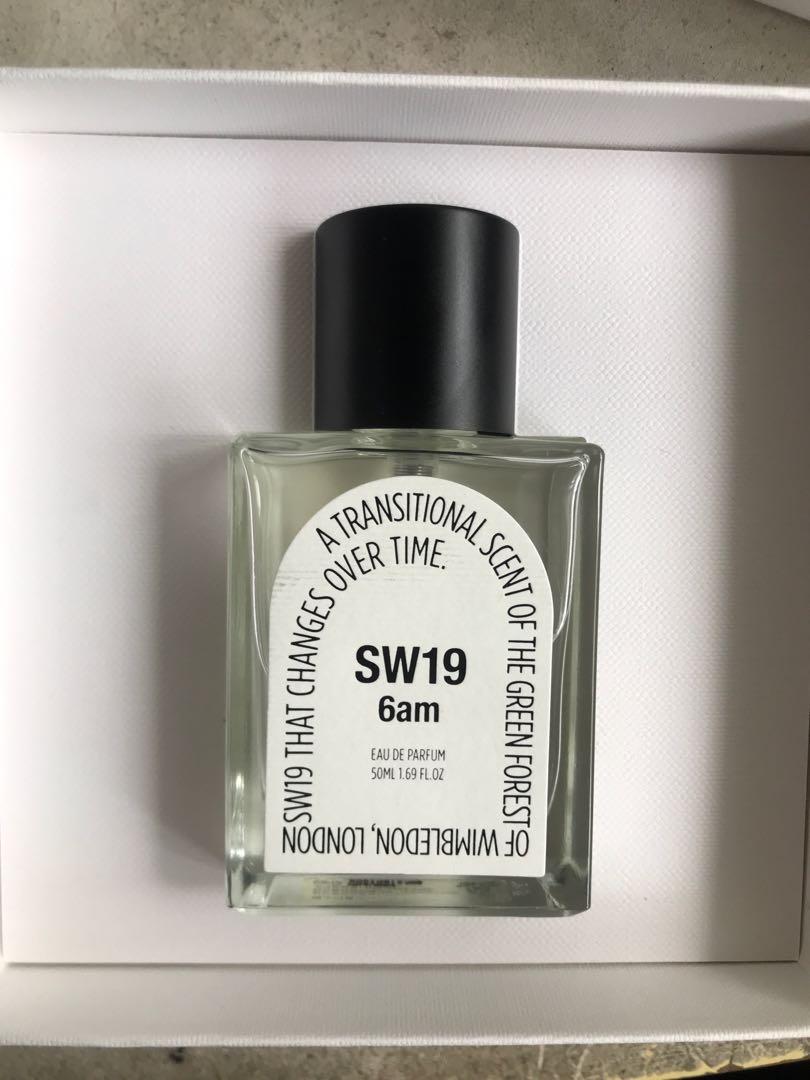 A TRANSITIONAL SCENT OF THE GREEN FOREST
OF WIMBLEDON, LONDON
SW19 THAT CHANGES OVER TIME.
SW19
6am
EAU DE PARFUM
50ML 1.69 FL.OZ